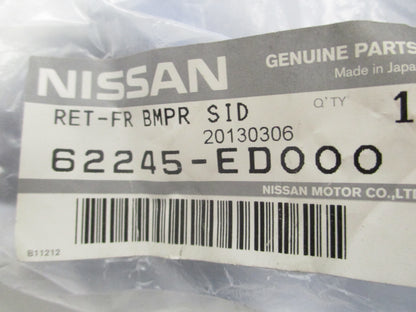 NISSAN
GENUINE PARTS
Made in Japan
RET-FR BMPR SID
Q'TY 1
20130306
62245-ED000
NISSAN MOTOR CO.,LT
B11212